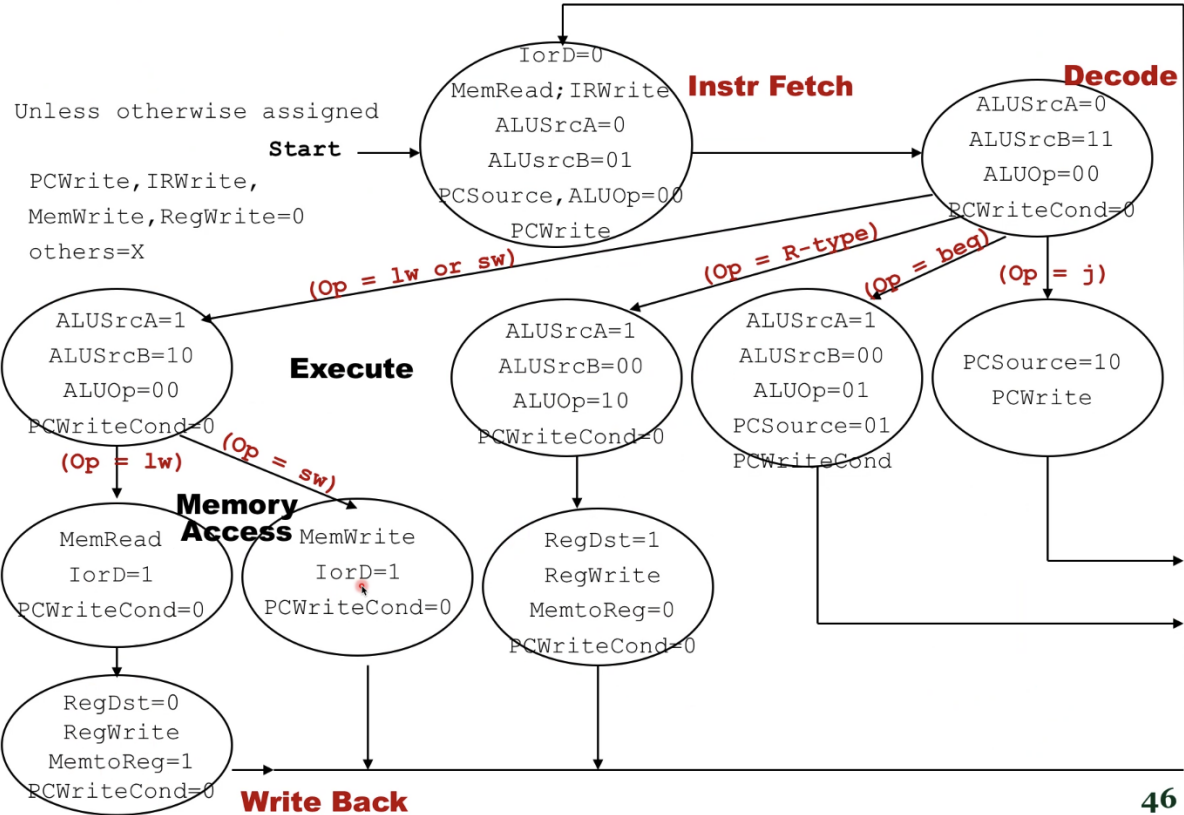 IorD=0
MemRead;IRWrite
ALUSrcA=0
ALUsrcB=01
PCSource,ALUOp=00
PCWrite
Instr Fetch
Decode
ALUSrcA=0
ALUSrcB=11
ALUOp=00
PCWriteCond=0
Unless otherwise assigned
Start
PCWrite,IRWrite,
MemWrite,RegWrite=0
others=X
(Op = lw or sw)
(Op = R-type)
(Op = beq)
(Op = j)
ALUSrcA=1
ALUSrcB=10
ALUOp=00
PCWriteCond=0
Execute
ALUSrcA=1
ALUSrcB=00
ALUOp=10
PCWriteCond=0
ALUSrcA=1
ALUSrcB=00
ALUOp=01
PCSource=01
PCWriteCond
PCSource=10
PCWrite
(Op = lw)
(Op = sw)
Memory
Access
MemRead
IorD=1
PCWriteCond=0
MemWrite
IorD=1
PCWriteCond=0
RegDst=1
RegWrite
MemtoReg=0
PCWriteCond=0
RegDst=0
RegWrite
MemtoReg=1
PCWriteCond=0
Write Back
46